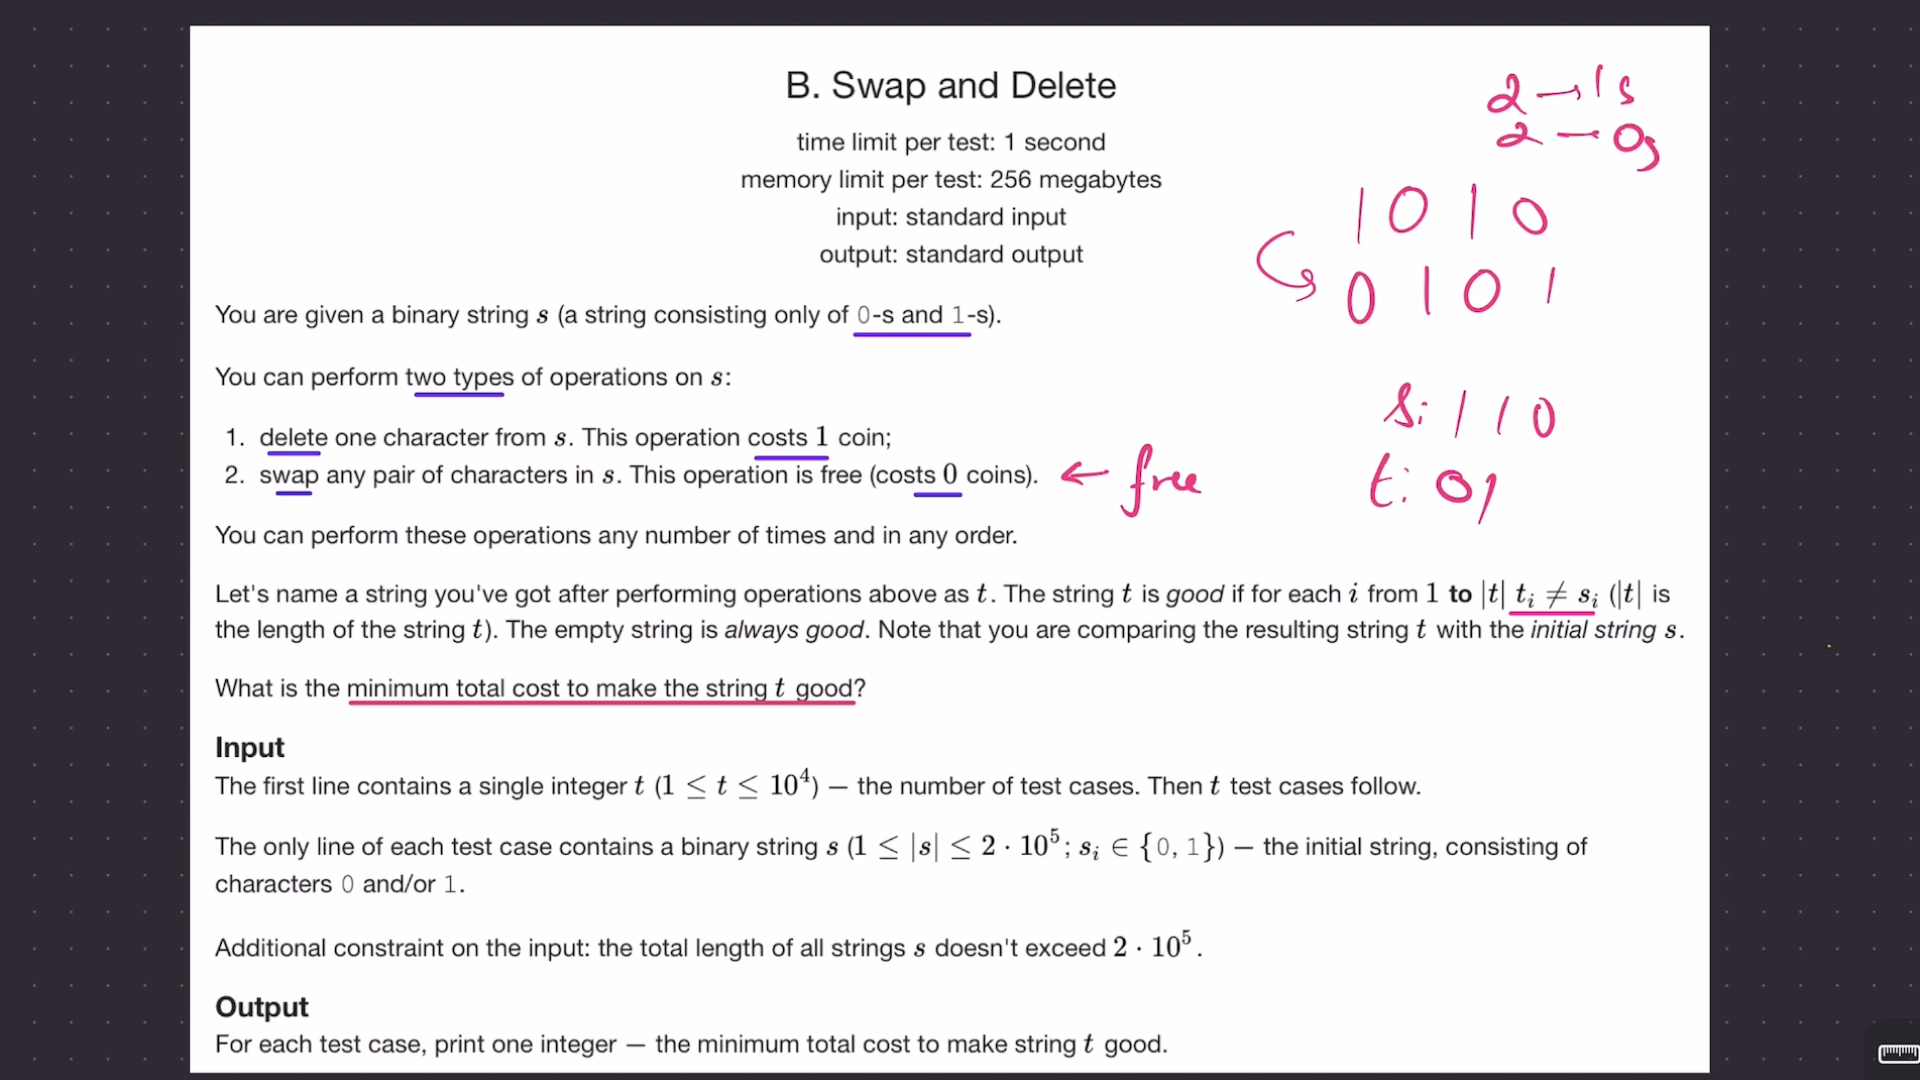 B. Swap and Delete
time limit per test: 1 second
memory limit per test: 256 megabytes
input: standard input
output: standard output
2 → 1s
2 — 0s
1 0 1 0
0 1 0 1
You are given a binary string s (a string consisting only of 0-s and 1-s).
You can perform two types of operations on s:
1. delete one character from s. This operation costs 1 coin;
2. swap any pair of characters in s. This operation is free (costs 0 coins). ← free
s: 1 1 0
t: 01
You can perform these operations any number of times and in any order.
Let's name a string you've got after performing operations above as t. The string t is good if for each i from 1 to |t| tᵢ ≠ sᵢ (|t| is
the length of the string t). The empty string is always good. Note that you are comparing the resulting string t with the initial string s.
What is the minimum total cost to make the string t good?
Input
The first line contains a single integer t (1 ≤ t ≤ 10⁴) — the number of test cases. Then t test cases follow.
The only line of each test case contains a binary string s (1 ≤ |s| ≤ 2 · 10⁵; sᵢ ∈ {0, 1}) — the initial string, consisting of
characters 0 and/or 1.
Additional constraint on the input: the total length of all strings s doesn't exceed 2 · 10⁵.
Output
For each test case, print one integer — the minimum total cost to make string t good.